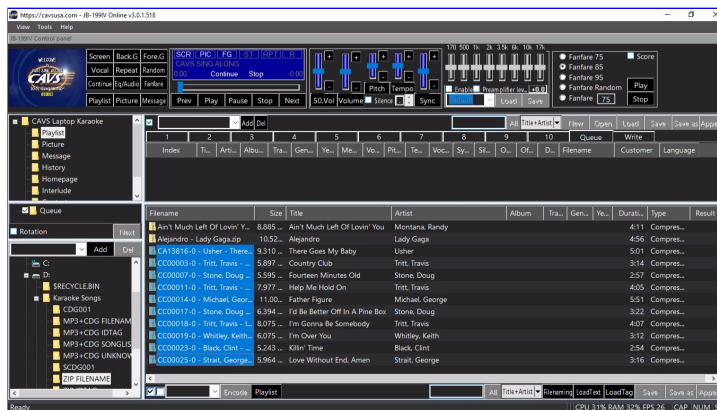 https://cavsusa.com - JB-199IV Online v3.0.1.518
View Tools Help
JB-199IV Control panel
WELCOME
CAVS
Screen Back.G Fore.G
Vocal Repeat Random
Continue Eq/Audio Fanfare
Playlist Picture Message
SCR PIC FG ST RPT R
CAVS SING ALONG
0:00 Continue Stop -0:00
Prev Play Pause Stop Next
+ + + + +
- - - - -
Pitch Tempo
50.Vol Volume Silence Sync
170 500 1k 2k 3.5k 6k 10k 17k
Enable Preamplifier lev. +0.0
Default Load Save
Fanfare 75
Fanfare 85
Fanfare 95
Fanfare Random
Fanfare 75
Score
Play
Stop
CAVS Laptop Karaoke
Playlist
Picture
Message
History
Homepage
Interlude
Queue
Rotation Next
Add Del
C:
D:
$RECYCLE.BIN
Karaoke Songs
CDG001
MP3+CDG FILENAM
MP3+CDG IDTAG
MP3+CDG SONGLIS
MP3+CDG UNKNOW
SCDG001
ZIP FILENAME
Add Del All Title+Artist New Open Load Save Save as Appe
1 2 3 4 5 6 7 8 9 10 Queue Write
Index Ti... Arti... Albu... Tra... Gen... Ye... Me... Vo... Pit... Te... Voc... Sy... Sil... O... Of... D... Filename Customer Language
Filename Size Title Artist Album Tra... Gen... Ye... Durati... Type Result
Ain't Much Left Of Lovin' Y... 8,885 ... Ain't Much Left Of Lovin' You Montana, Randy 4:11 Compres...
Alejandro - Lady Gaga.zip 10,52... Alejandro Lady Gaga 4:56 Compres...
CA13816-0 - Usher - There... 9,310 ... There Goes My Baby Usher 5:01 Compres...
CC00003-0 - Tritt, Travis - ... 5,897 ... Country Club Tritt, Travis 3:14 Compres...
CC00007-0 - Stone, Doug ... 5,595 ... Fourteen Minutes Old Stone, Doug 2:57 Compres...
CC00011-0 - Tritt, Travis - ... 7,977 ... Help Me Hold On Tritt, Travis 4:05 Compres...
CC00014-0 - Michael, Geor... 11,00... Father Figure Michael, George 5:51 Compres...
CC00017-0 - Stone, Doug ... 6,394 ... I'd Be Better Off In A Pine Box Stone, Doug 3:22 Compres...
CC00018-0 - Tritt, Travis - I... 8,075 ... I'm Gonna Be Somebody Tritt, Travis 4:07 Compres...
CC00019-0 - Whitley, Keith... 6,075 ... I'm Over You Whitley, Keith 3:12 Compres...
CC00023-0 - Black, Clint - ... 5,243 ... Killin' Time Black, Clint 2:54 Compres...
CC00025-0 - Strait, George... 5,964 ... Love Without End, Amen Strait, George 3:16 Compres...
Encode Playlist All Title+Artist Filenaming LoadText LoadTag Save Save as Appe
Ready CPU 31% RAM 32% FPS 26 CAP NUM